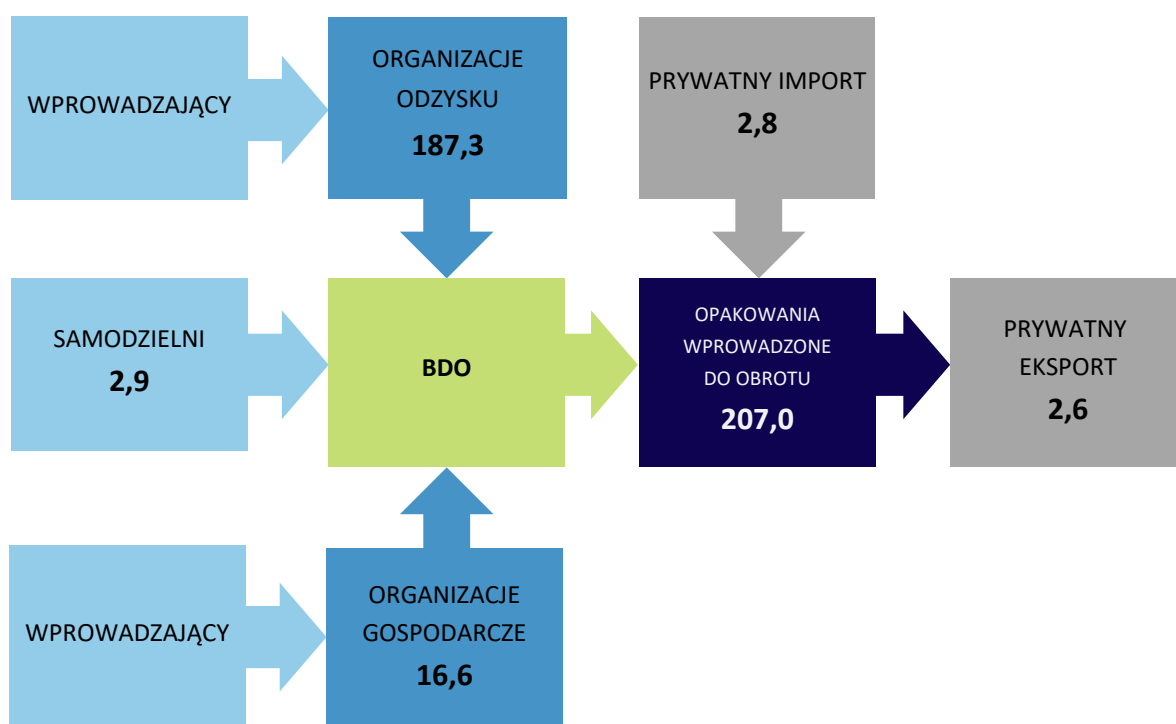 WPROWADZAJĄCY
ORGANIZACJE
ODZYSKU
187,3
PRYWATNY IMPORT
2,8
SAMODZIELNI
2,9
BDO
OPAKOWANIA
WPROWADZONE
DO OBROTU
207,0
PRYWATNY
EKSPORT
2,6
WPROWADZAJĄCY
ORGANIZACJE
GOSPODARCZE
16,6